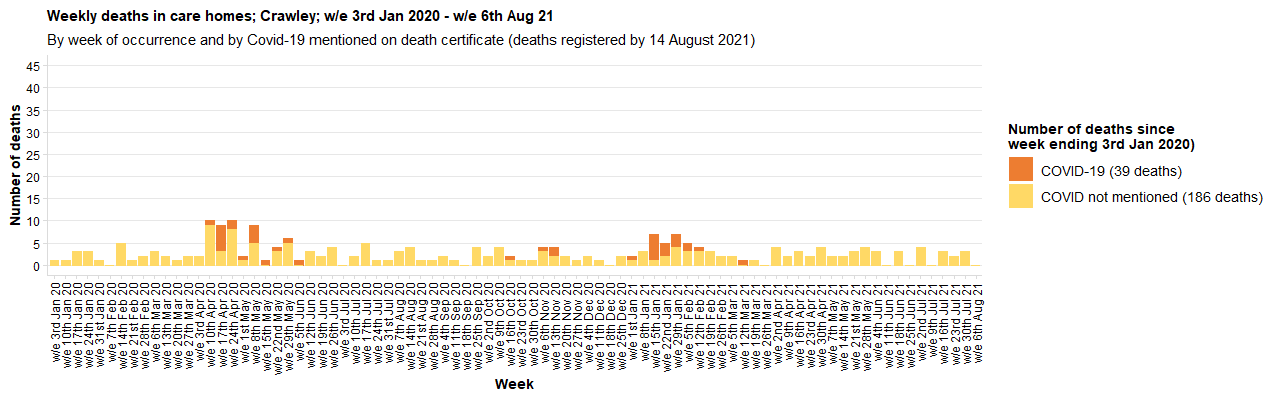 Weekly deaths in care homes; Crawley; w/e 3rd Jan 2020 - w/e 6th Aug 21
By week of occurrence and by Covid-19 mentioned on death certificate (deaths registered by 14 August 2021)
Number of deaths
45
40
35
30
25
20
15
10
5
0
w/e 3rd Jan 20
w/e 10th Jan 20
w/e 17th Jan 20
w/e 24th Jan 20
w/e 31st Jan 20
w/e 7th Feb 20
w/e 14th Feb 20
w/e 21st Feb 20
w/e 28th Feb 20
w/e 6th Mar 20
w/e 13th Mar 20
w/e 20th Mar 20
w/e 27th Mar 20
w/e 3rd Apr 20
w/e 10th Apr 20
w/e 17th Apr 20
w/e 24th Apr 20
w/e 1st May 20
w/e 8th May 20
w/e 15th May 20
w/e 22nd May 20
w/e 29th May 20
w/e 5th Jun 20
w/e 12th Jun 20
w/e 19th Jun 20
w/e 26th Jun 20
w/e 3rd Jul 20
w/e 10th Jul 20
w/e 17th Jul 20
w/e 24th Jul 20
w/e 31st Jul 20
w/e 7th Aug 20
w/e 14th Aug 20
w/e 21st Aug 20
w/e 28th Aug 20
w/e 4th Sep 20
w/e 11th Sep 20
w/e 18th Sep 20
w/e 25th Sep 20
w/e 2nd Oct 20
w/e 9th Oct 20
w/e 16th Oct 20
w/e 23rd Oct 20
w/e 30th Oct 20
w/e 6th Nov 20
w/e 13th Nov 20
w/e 20th Nov 20
w/e 27th Nov 20
w/e 4th Dec 20
w/e 11th Dec 20
w/e 18th Dec 20
w/e 25th Dec 20
w/e 1st Jan 21
w/e 8th Jan 21
w/e 15th Jan 21
w/e 22nd Jan 21
w/e 29th Jan 21
w/e 5th Feb 21
w/e 12th Feb 21
w/e 19th Feb 21
w/e 26th Feb 21
w/e 5th Mar 21
w/e 12th Mar 21
w/e 19th Mar 21
w/e 26th Mar 21
w/e 2nd Apr 21
w/e 9th Apr 21
w/e 16th Apr 21
w/e 23rd Apr 21
w/e 30th Apr 21
w/e 7th May 21
w/e 14th May 21
w/e 21st May 21
w/e 28th May 21
w/e 4th Jun 21
w/e 11th Jun 21
w/e 18th Jun 21
w/e 25th Jun 21
w/e 2nd Jul 21
w/e 9th Jul 21
w/e 16th Jul 21
w/e 23rd Jul 21
w/e 30th Jul 21
w/e 6th Aug 21
Week
Number of deaths since
week ending 3rd Jan 2020)
COVID-19 (39 deaths)
COVID not mentioned (186 deaths)